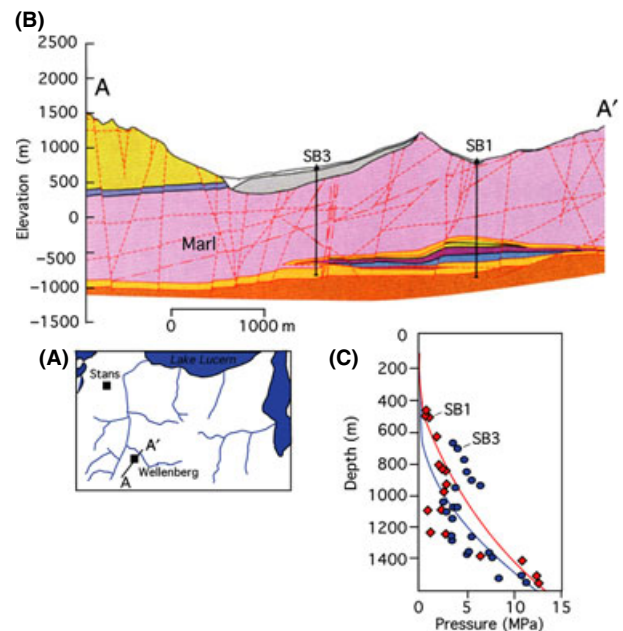 (B)
2500
2000
1500
1000
500
0
−500
−1000
−1500
Elevation (m)
A
A′
SB3
SB1
Marl
0 1000 m
(A)
Lake Lucern
Stans
A′
Wellenberg
A
(C)
0
200
400
600
800
1000
1200
1400
Depth (m)
SB1
SB3
0 5 10 15
Pressure (MPa)